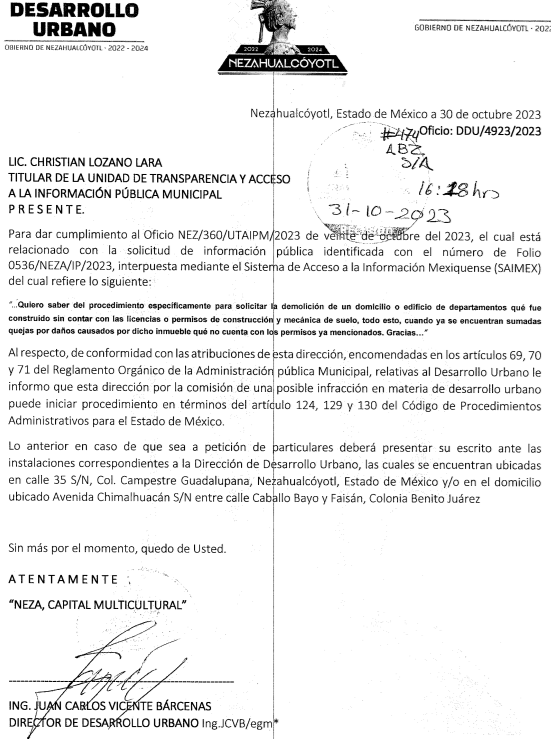 DESARROLLO
URBANO
OBIERNO DE NEZAHUALCÓYOTL - 2022 - 2024
2022 2024
NEZAHUALCÓYOTL
GOBIERNO DE NEZAHUALCÓYOTL - 202
Nezahualcóyotl, Estado de México a 30 de octubre 2023
#474
Oficio: DDU/4923/2023
ABZ
S/A
16:28hrs
31-10-2023
LIC. CHRISTIAN LOZANO LARA
TITULAR DE LA UNIDAD DE TRANSPARENCIA Y ACCESO
A LA INFORMACIÓN PÚBLICA MUNICIPAL
P R E S E N T E.
Para dar cumplimiento al Oficio NEZ/360/UTAIPM/2023 de veinte de octubre del 2023, el cual está
relacionado con la solicitud de información pública identificada con el número de Folio
0536/NEZA/IP/2023, interpuesta mediante el Sistema de Acceso a la Información Mexiquense (SAIMEX)
del cual refiere lo siguiente:
"...Quiero saber del procedimiento específicamente para solicitar la demolición de un domicilio o edificio de departamentos qué fue
construido sin contar con las licencias o permisos de construcción y mecánica de suelo, todo esto, cuando ya se encuentran sumadas
quejas por daños causados por dicho inmueble qué no cuenta con los permisos ya mencionados. Gracias..."
Al respecto, de conformidad con las atribuciones de esta dirección, encomendadas en los artículos 69, 70
y 71 del Reglamento Orgánico de la Administración pública Municipal, relativas al Desarrollo Urbano le
informo que esta dirección por la comisión de una posible infracción en materia de desarrollo urbano
puede iniciar procedimiento en términos del artículo 124, 129 y 130 del Código de Procedimientos
Administrativos para el Estado de México.
Lo anterior en caso de que sea a petición de particulares deberá presentar su escrito ante las
instalaciones correspondientes a la Dirección de Desarrollo Urbano, las cuales se encuentran ubicadas
en calle 35 S/N, Col. Campestre Guadalupana, Nezahualcóyotl, Estado de México y/o en el domicilio
ubicado Avenida Chimalhuacán S/N entre calle Caballo Bayo y Faisán, Colonia Benito Juárez
Sin más por el momento, quedo de Usted.
A T E N T A M E N T E
"NEZA, CAPITAL MULTICULTURAL"
ING. JUAN CARLOS VICENTE BÁRCENAS
DIRECTOR DE DESARROLLO URBANO Ing.JCVB/egm*